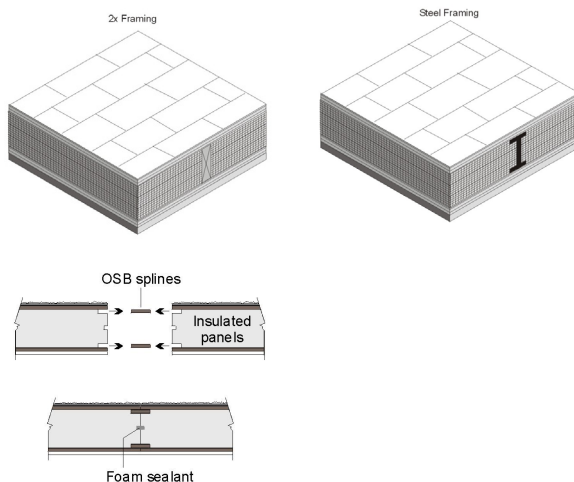 2x Framing
Steel Framing
OSB splines
Insulated
panels
Foam sealant